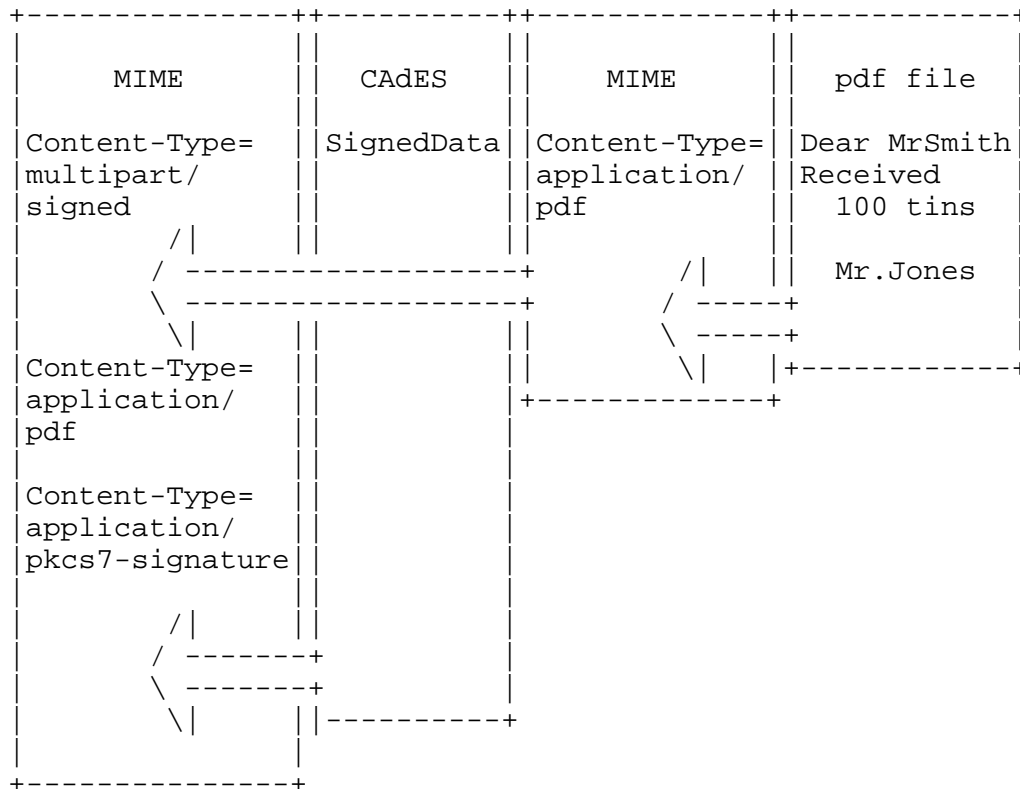 MIME CAdES MIME pdf file
Content-Type= SignedData Content-Type= Dear MrSmith
multipart/ application/ Received
signed pdf 100 tins
Mr.Jones
Content-Type=
application/
pdf
Content-Type=
application/
pkcs7-signature